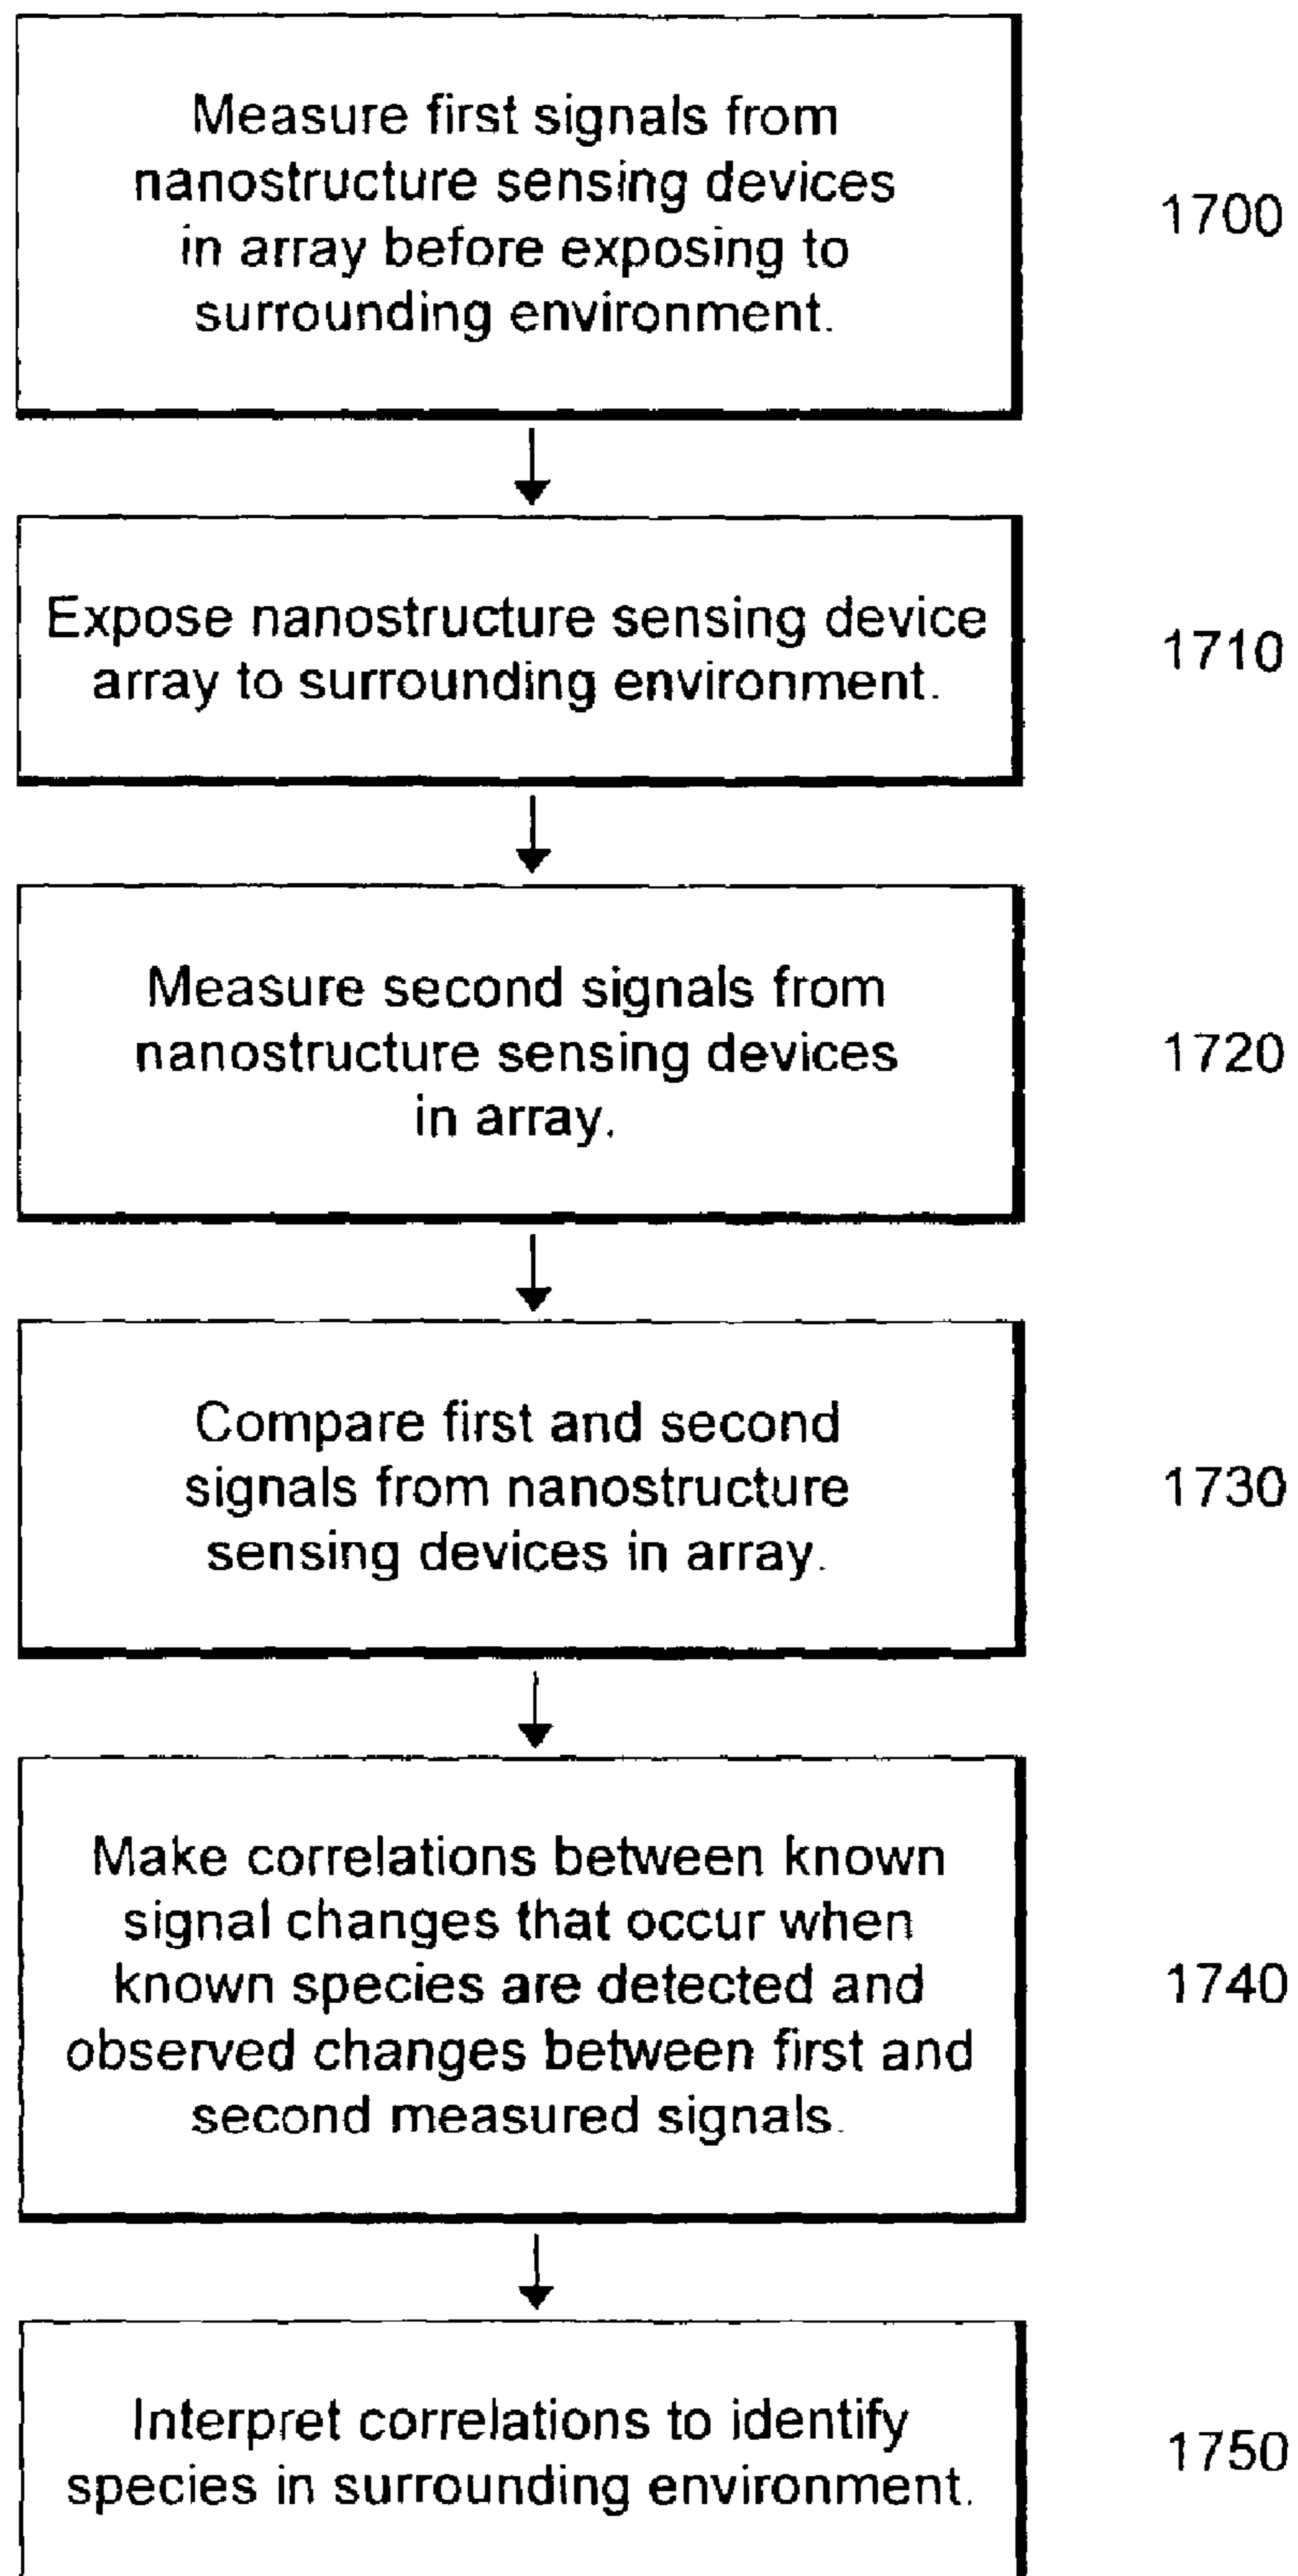 Measure first signals from
nanostructure sensing devices
in array before exposing to
surrounding environment.
1700
Expose nanostructure sensing device
array to surrounding environment.
1710
Measure second signals from
nanostructure sensing devices
in array.
1720
Compare first and second
signals from nanostructure
sensing devices in array.
1730
Make correlations between known
signal changes that occur when
known species are detected and
observed changes between first and
second measured signals.
1740
Interpret correlations to identify
species in surrounding environment.
1750